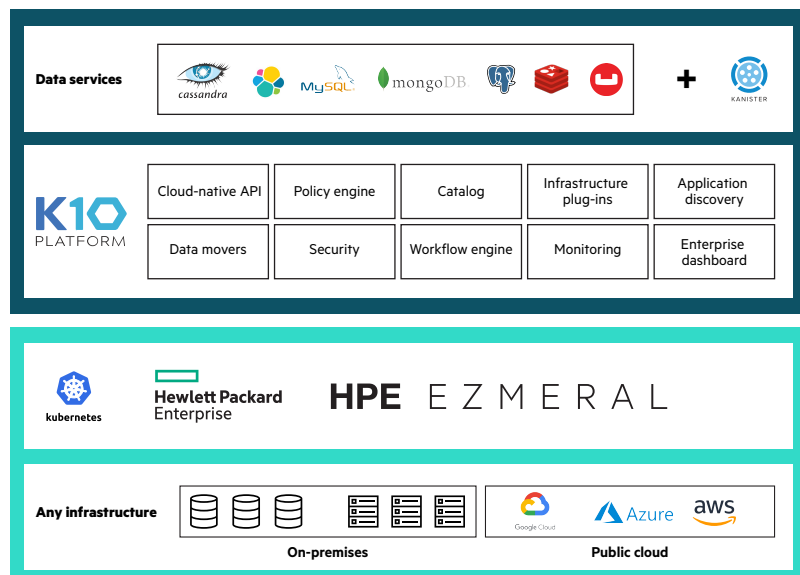 Data services
cassandra
MySQL
mongoDB
+
KANISTER
K10
PLATFORM
Cloud-native API
Policy engine
Catalog
Infrastructure
plug-ins
Application
discovery
Data movers
Security
Workflow engine
Monitoring
Enterprise
dashboard
kubernetes
Hewlett Packard
Enterprise
HPE EZMERAL
Any infrastructure
Google Cloud
Azure
aws
On-premises
Public cloud